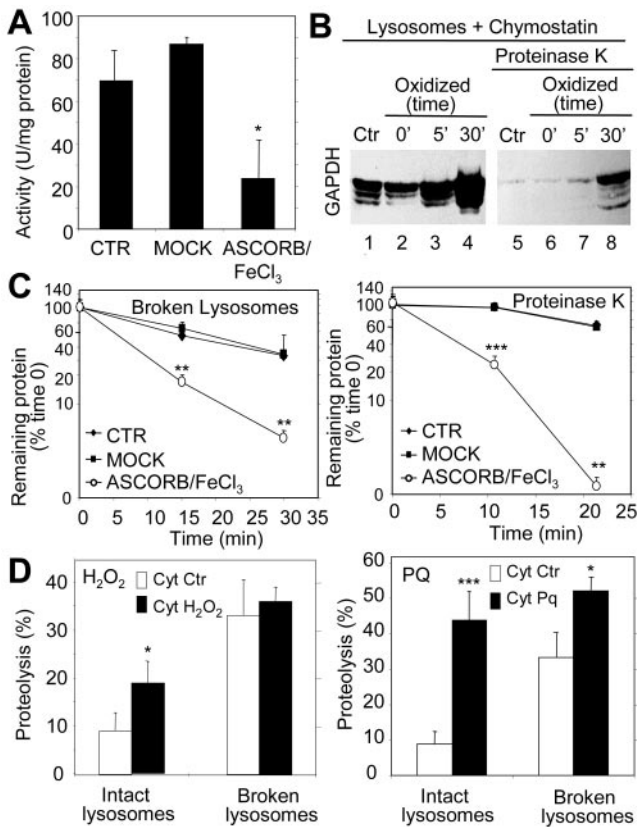 A
Activity (U/mg protein)
100
80
60
40
20
0
CTR MOCK ASCORB/
FeCl₃
*
B
Lysosomes + Chymostatin
Proteinase K
Oxidized
(time)
Oxidized
(time)
Ctr 0' 5' 30' Ctr 0' 5' 30'
GAPDH
1 2 3 4 5 6 7 8
C
Remaining protein
(% time 0)
140
100
60
40
20
10
0
Broken Lysosomes
**
**
CTR
MOCK
ASCORB/FeCl₃
0 5 10 15 20 25 30 35
Time (min)
Remaining protein
(% time 0)
140
100
60
40
20
10
0
Proteinase K
***
**
CTR
MOCK
ASCORB/FeCl₃
0 5 10 15 20 25
Time (min)
D
Proteolysis (%)
40
30
20
10
0
H₂O₂
Cyt Ctr
Cyt H₂O₂
*
Intact
lysosomes
Broken
lysosomes
Proteolysis (%)
60
50
40
30
20
10
0
PQ
Cyt Ctr
Cyt Pq
***
*
Intact
lysosomes
Broken
lysosomes